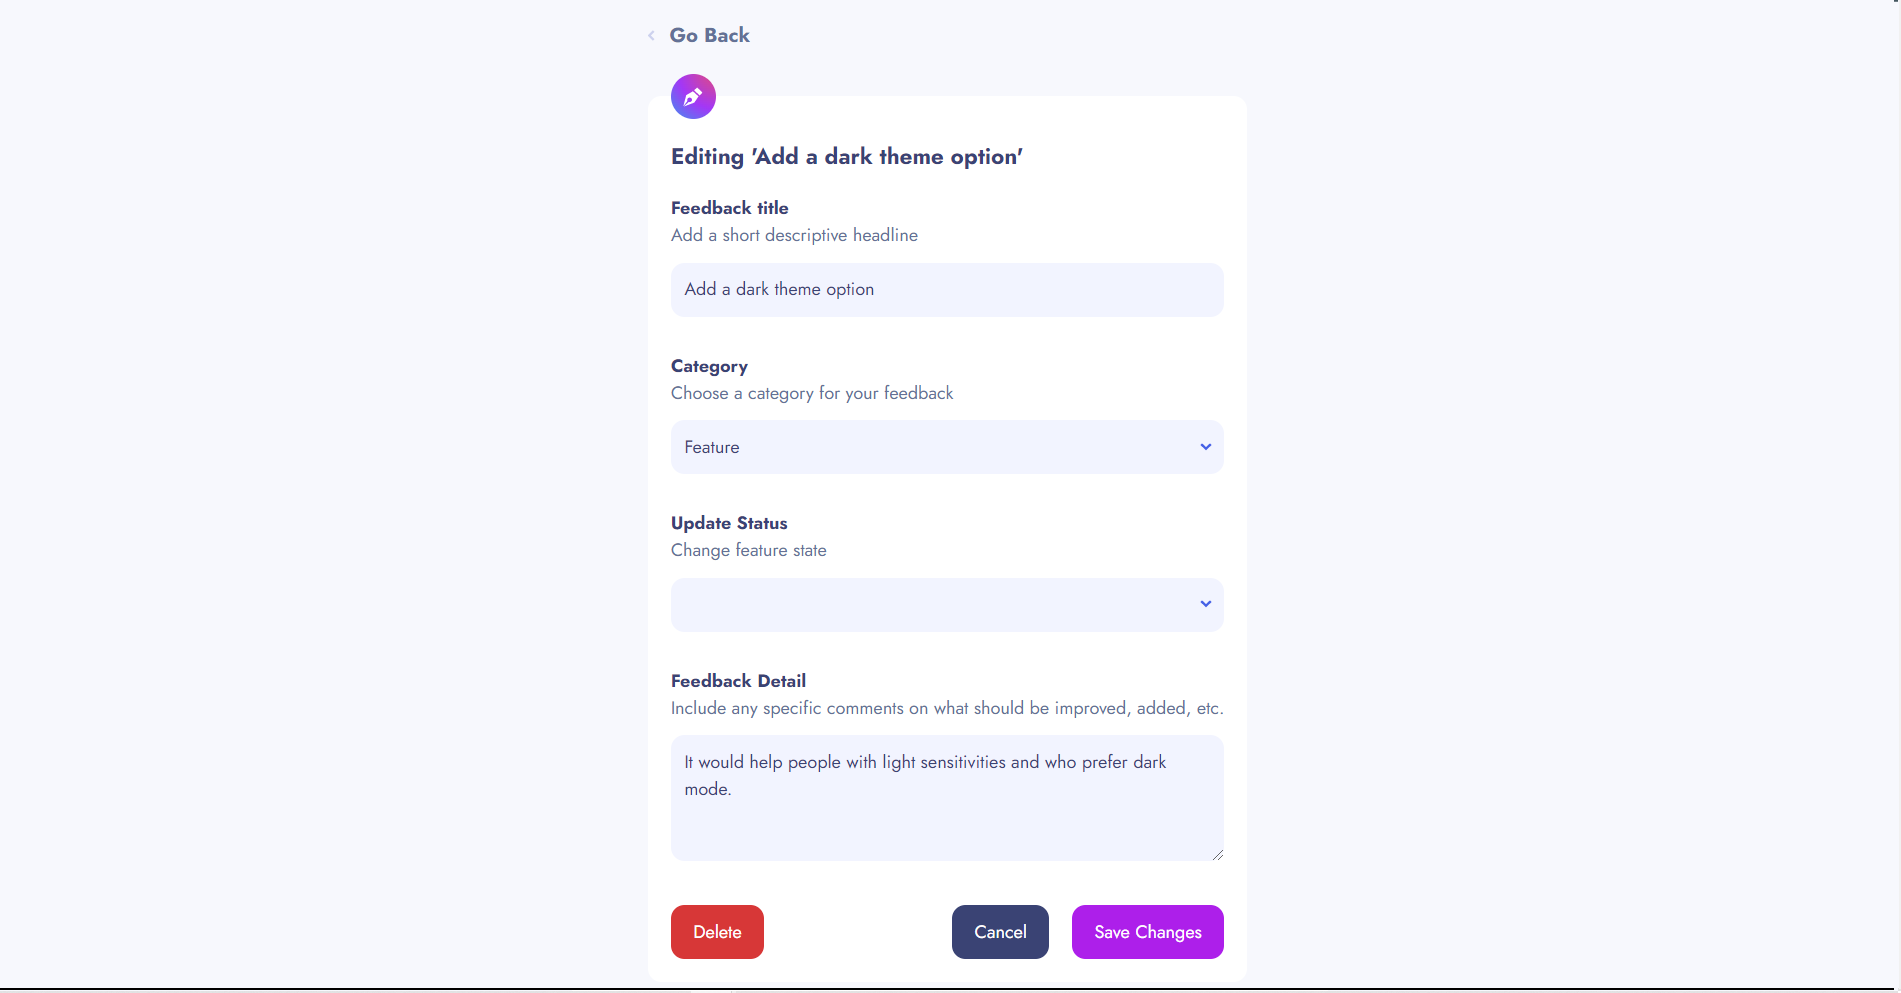 Go Back
Editing 'Add a dark theme option'
Feedback title
Add a short descriptive headline
Add a dark theme option
Category
Choose a category for your feedback
Feature
Update Status
Change feature state
Feedback Detail
Include any specific comments on what should be improved, added, etc.
It would help people with light sensitivities and who prefer dark
mode.
Delete
Cancel
Save Changes